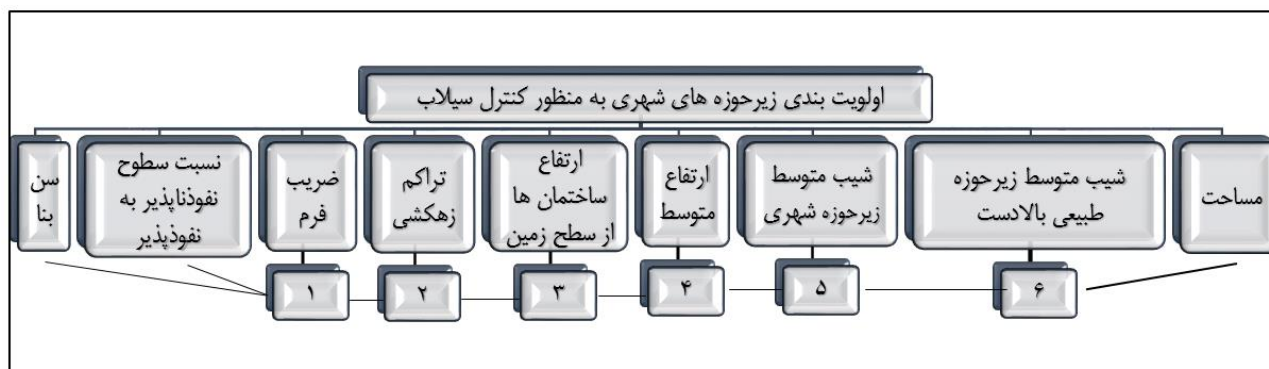 اولویت بندی زیرحوزه های شهری به منظور کنترل سیلاب
مساحت
شیب متوسط زیرحوزه
طبیعی بالادست
شیب متوسط
زیرحوزه شهری
ارتفاع
متوسط
ارتفاع
ساختمان ها
از سطح زمین
تراکم
زهکشی
ضریب
فرم
نسبت سطوح
نفوذناپذیر به
نفوذپذیر
سن
بنا
۶
۵
۴
۳
۲
۱